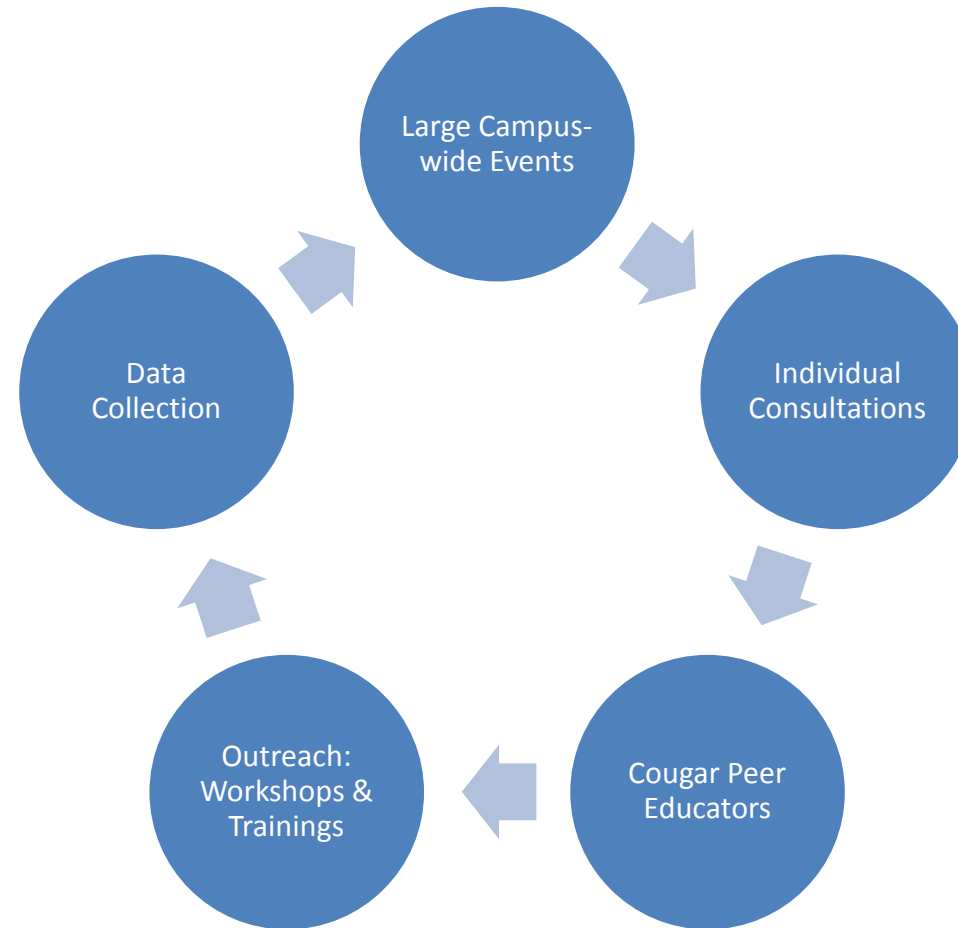 Large Campus-
wide Events
Individual
Consultations
Cougar Peer
Educators
Outreach:
Workshops &
Trainings
Data
Collection